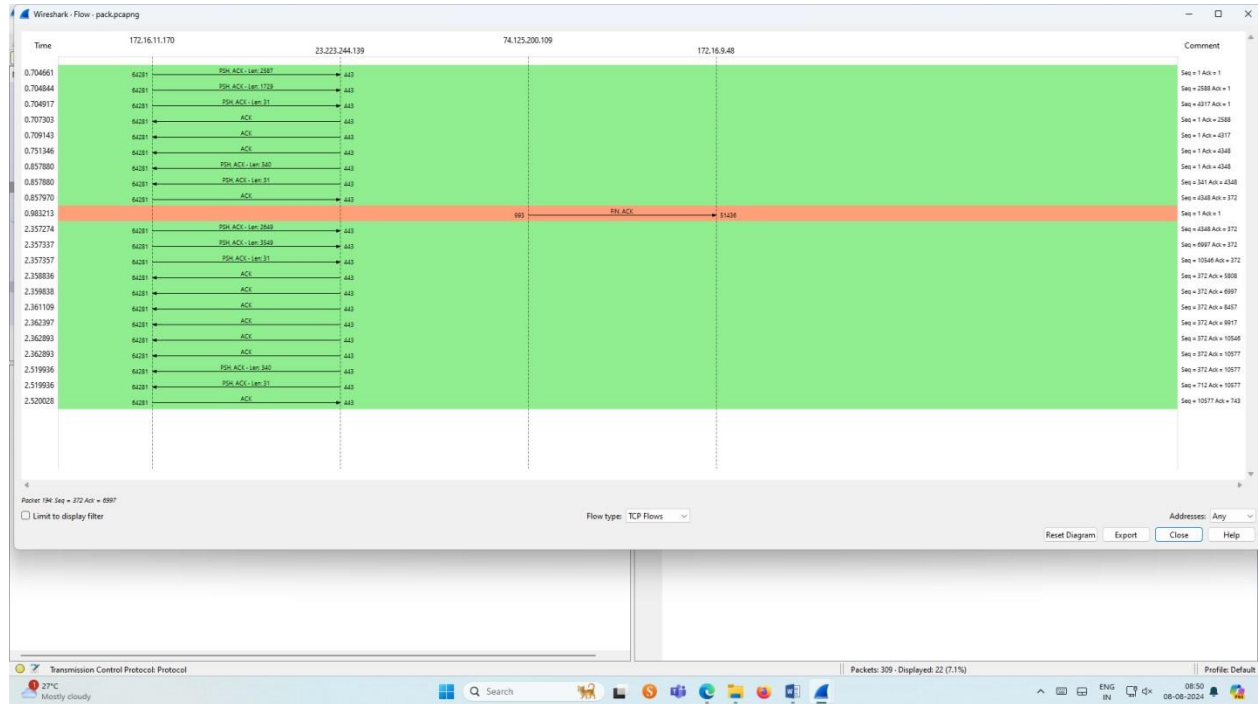 Wireshark - Flow - pack.pcapng
Time 172.16.11.170 23.223.244.139 74.125.200.109 172.16.9.48 Comment
0.704661 64281 PSH, ACK - Len: 2587 443 Seq = 1 Ack = 1
0.704844 64281 PSH, ACK - Len: 1729 443 Seq = 2588 Ack = 1
0.704917 64281 PSH, ACK - Len: 31 443 Seq = 4317 Ack = 1
0.707303 64281 ACK 443 Seq = 1 Ack = 2588
0.709143 64281 ACK 443 Seq = 1 Ack = 4317
0.751346 64281 ACK 443 Seq = 1 Ack = 4348
0.857880 64281 PSH, ACK - Len: 340 443 Seq = 1 Ack = 4348
0.857880 64281 PSH, ACK - Len: 31 443 Seq = 341 Ack = 4348
0.857970 64281 ACK 443 Seq = 4348 Ack = 372
0.983213 993 FIN, ACK 51436 Seq = 1 Ack = 1
2.357274 64281 PSH, ACK - Len: 2649 443 Seq = 4348 Ack = 372
2.357337 64281 PSH, ACK - Len: 3549 443 Seq = 6997 Ack = 372
2.357357 64281 PSH, ACK - Len: 31 443 Seq = 10546 Ack = 372
2.358836 64281 ACK 443 Seq = 372 Ack = 5808
2.359838 64281 ACK 443 Seq = 372 Ack = 6997
2.361109 64281 ACK 443 Seq = 372 Ack = 8457
2.362397 64281 ACK 443 Seq = 372 Ack = 9917
2.362893 64281 ACK 443 Seq = 372 Ack = 10546
2.362893 64281 ACK 443 Seq = 372 Ack = 10577
2.519936 64281 PSH, ACK - Len: 340 443 Seq = 372 Ack = 10577
2.519936 64281 PSH, ACK - Len: 31 443 Seq = 712 Ack = 10577
2.520028 64281 ACK 443 Seq = 10577 Ack = 743
Packet 194: Seq = 372 Ack = 6997
Limit to display filter Flow type: TCP Flows Addresses: Any
Reset Diagram Export Close Help
Transmission Control Protocol: Protocol Packets: 309 · Displayed: 22 (7.1%) Profile: Default
1 27°C
Mostly cloudy
Search
ENG
IN
08:50
08-08-2024